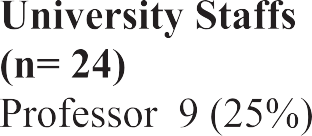 University Staffs
(n= 24)
Professor 9 (25%)